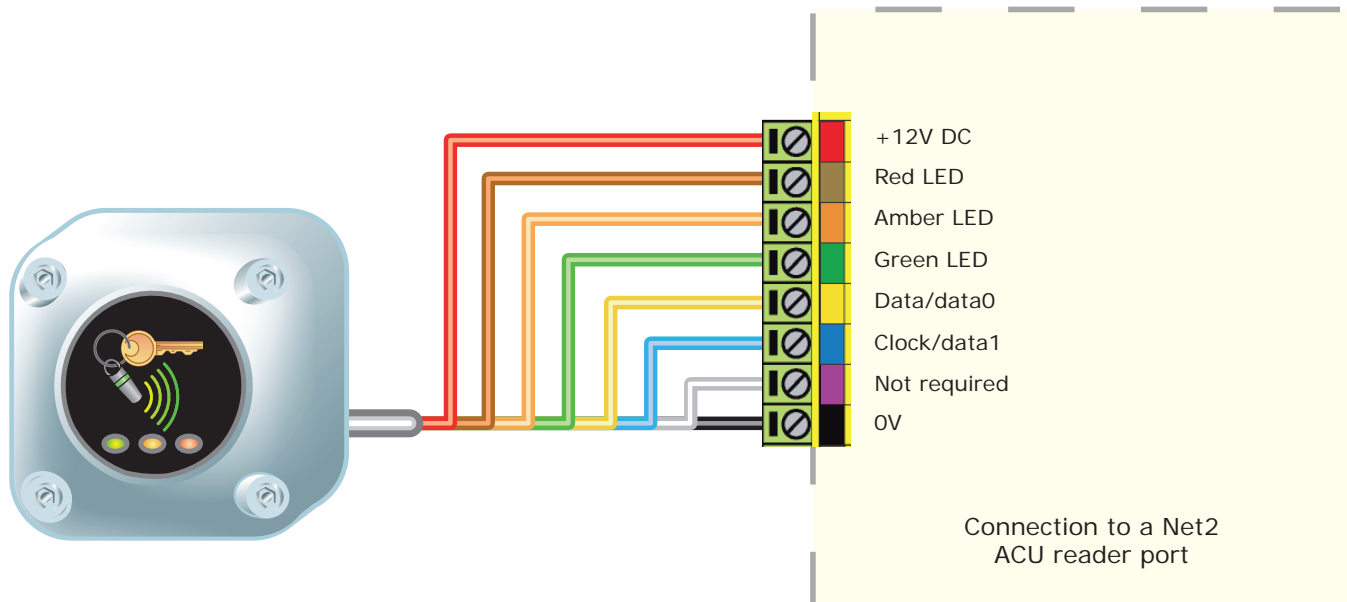 +12V DC
Red LED
Amber LED
Green LED
Data/data0
Clock/data1
Not required
0V
Connection to a Net2
ACU reader port